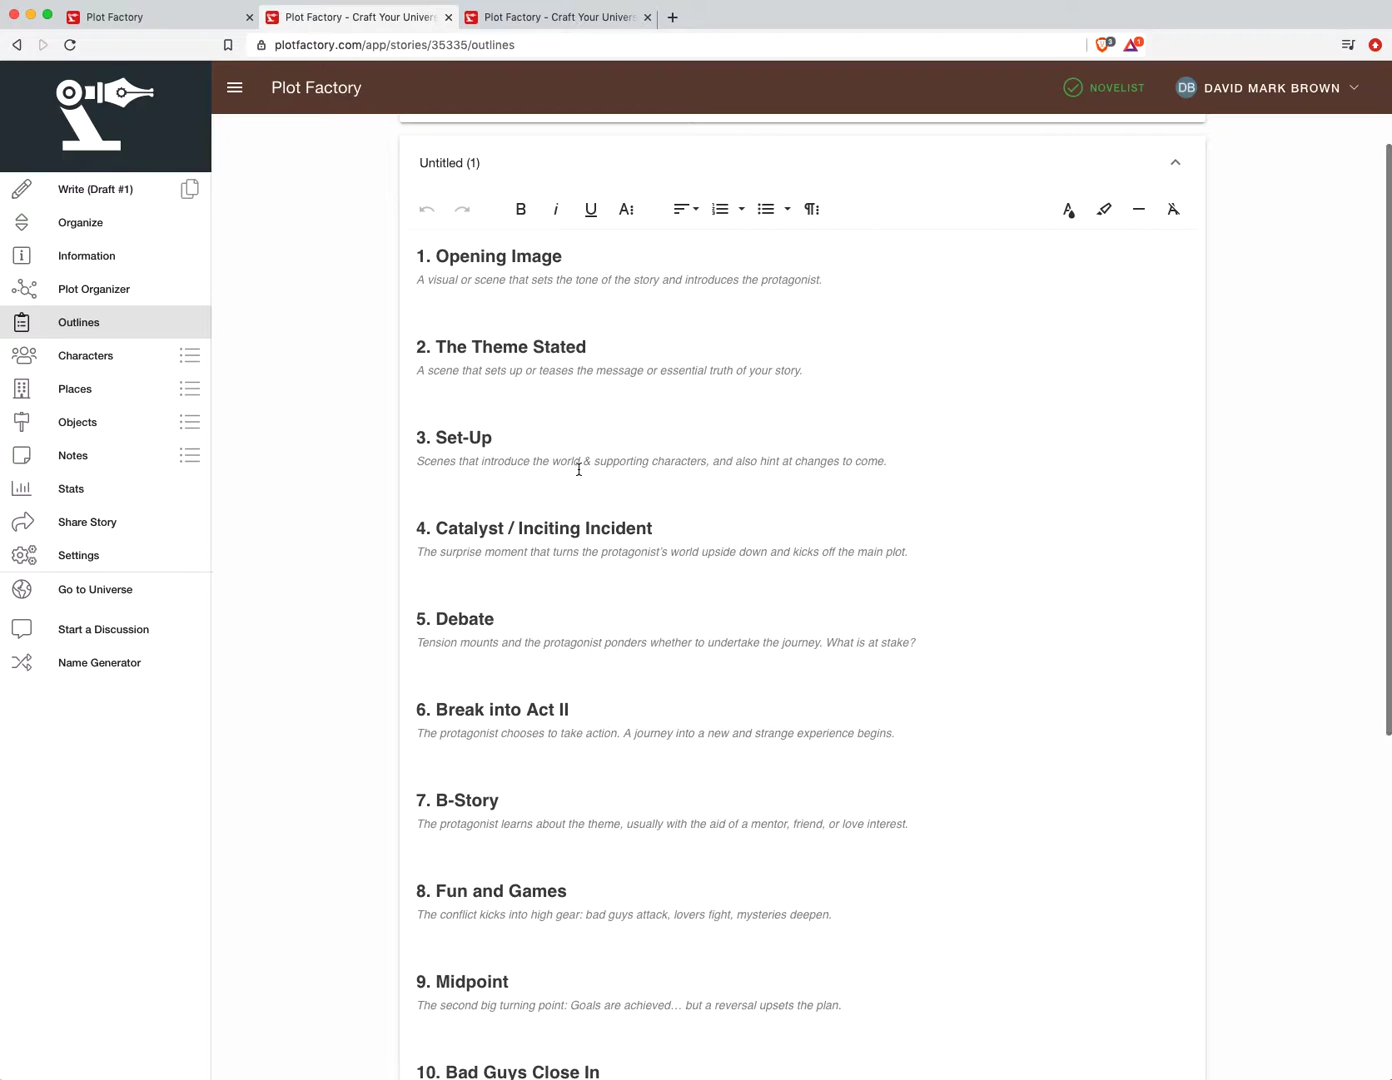 Plot Factory
Plot Factory - Craft Your Univers
Plot Factory - Craft Your Univers
plotfactory.com/app/stories/35335/outlines
3
1
Plot Factory
NOVELIST
DB
DAVID MARK BROWN
Write (Draft #1)
Organize
Information
Plot Organizer
Outlines
Characters
Places
Objects
Notes
Stats
Share Story
Settings
Go to Universe
Start a Discussion
Name Generator
Untitled (1)
B i U A
1. Opening Image
A visual or scene that sets the tone of the story and introduces the protagonist.
2. The Theme Stated
A scene that sets up or teases the message or essential truth of your story.
3. Set-Up
Scenes that introduce the world & supporting characters, and also hint at changes to come.
4. Catalyst / Inciting Incident
The surprise moment that turns the protagonist's world upside down and kicks off the main plot.
5. Debate
Tension mounts and the protagonist ponders whether to undertake the journey. What is at stake?
6. Break into Act II
The protagonist chooses to take action. A journey into a new and strange experience begins.
7. B-Story
The protagonist learns about the theme, usually with the aid of a mentor, friend, or love interest.
8. Fun and Games
The conflict kicks into high gear: bad guys attack, lovers fight, mysteries deepen.
9. Midpoint
The second big turning point: Goals are achieved… but a reversal upsets the plan.
10. Bad Guys Close In